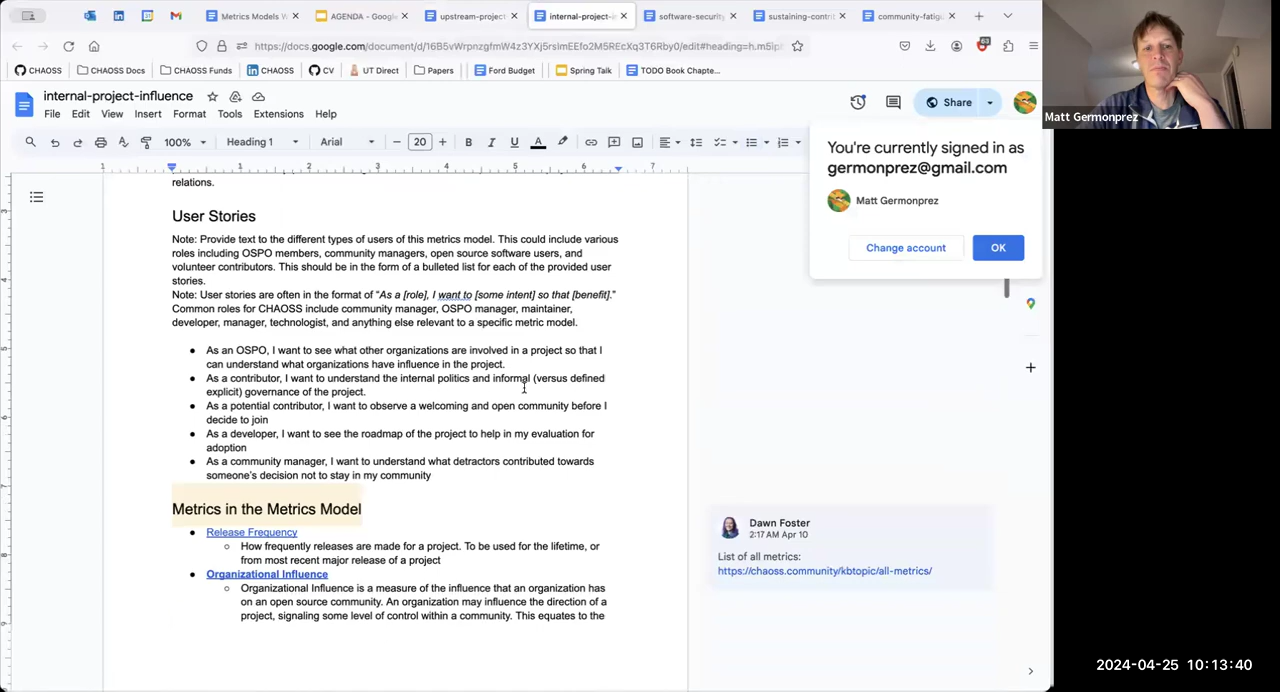 Metrics Models W
AGENDA - Google
upstream-project
internal-project-i
software-security
sustaining-contri
community-fatigu
https://docs.google.com/document/d/16B5vWrpnzgfmW4z3YXj5rslmEEfo2M5REcXq3T6Rby0/edit#heading=h.m5ipl
63
CHAOSS
CHAOSS Docs
CHAOSS Funds
CHAOSS
CV
UT Direct
Papers
Ford Budget
Spring Talk
TODO Book Chapte...
internal-project-influence
File Edit View Insert Format Tools Extensions Help
Share
Matt Germonprez
100% Heading 1 Arial 20
You're currently signed in as
germonprez@gmail.com
Matt Germonprez
Change account
OK
relations.
User Stories
Note: Provide text to the different types of users of this metrics model. This could include various
roles including OSPO members, community managers, open source software users, and
volunteer contributors. This should be in the form of a bulleted list for each of the provided user
stories.
Note: User stories are often in the format of “As a [role], I want to [some intent] so that [benefit].”
Common roles for CHAOSS include community manager, OSPO manager, maintainer,
developer, manager, technologist, and anything else relevant to a specific metric model.
● As an OSPO, I want to see what other organizations are involved in a project so that I
can understand what organizations have influence in the project.
● As a contributor, I want to understand the internal politics and informal (versus defined
explicit) governance of the project.
● As a potential contributor, I want to observe a welcoming and open community before I
decide to join
● As a developer, I want to see the roadmap of the project to help in my evaluation for
adoption
● As a community manager, I want to understand what detractors contributed towards
someone's decision not to stay in my community
Metrics in the Metrics Model
● Release Frequency
○ How frequently releases are made for a project. To be used for the lifetime, or
from most recent major release of a project
● Organizational Influence
○ Organizational Influence is a measure of the influence that an organization has
on an open source community. An organization may influence the direction of a
project, signaling some level of control within a community. This equates to the
Dawn Foster
2:17 AM Apr 10
List of all metrics:
https://chaoss.community/kbtopic/all-metrics/
2024-04-25 10:13:40